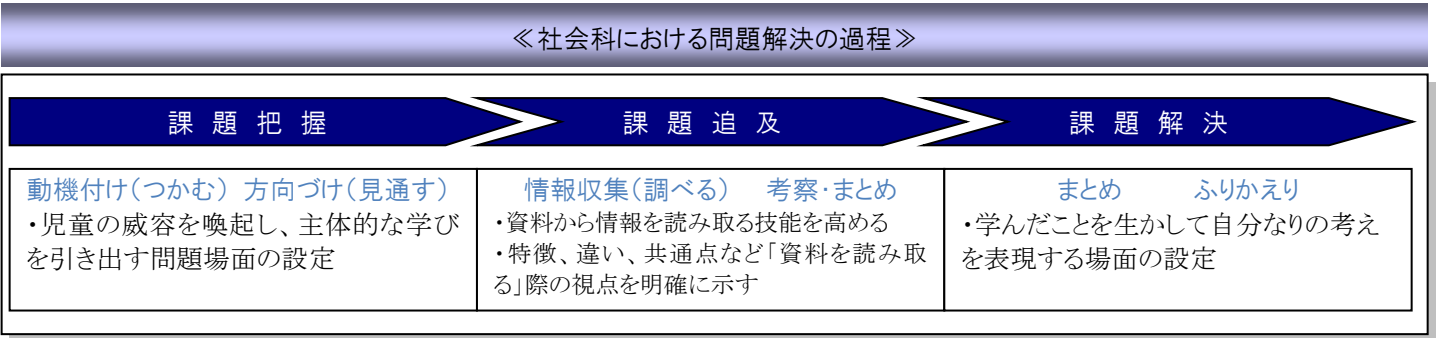 ≪社会科における問題解決の過程≫
課題把握
課題追及
課題解決
動機付け(つかむ) 方向づけ(見通す)
・児童の威容を喚起し、主体的な学び
を引き出す問題場面の設定
情報収集(調べる) 考察・まとめ
・資料から情報を読み取る技能を高める
・特徴、違い、共通点など「資料を読み取
る」際の視点を明確に示す
まとめ ふりかえり
・学んだことを生かして自分なりの考え
を表現する場面の設定